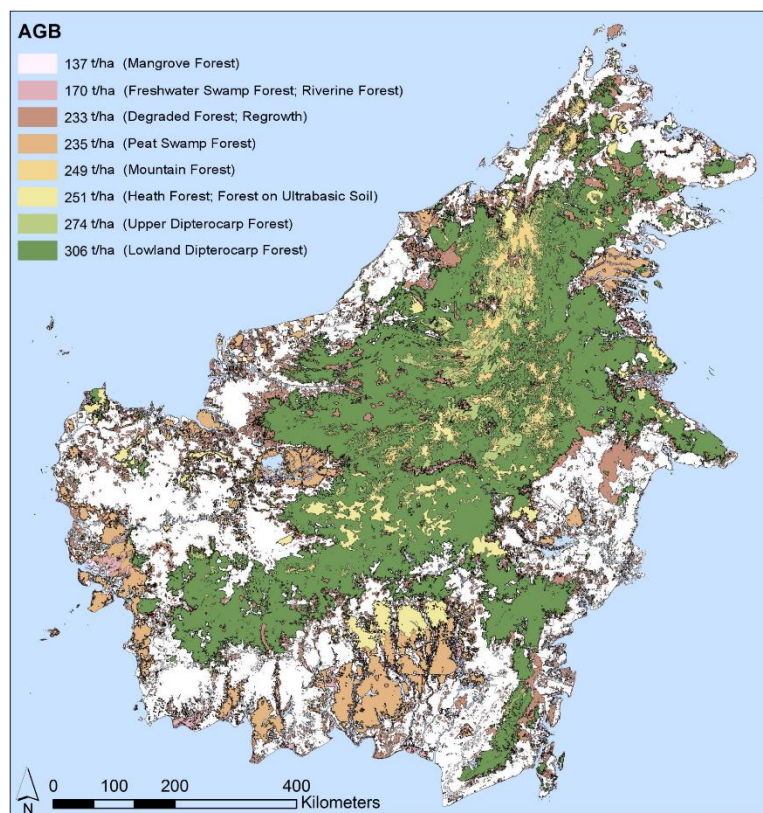 AGB
137 t/ha (Mangrove Forest)
170 t/ha (Freshwater Swamp Forest; Riverine Forest)
233 t/ha (Degraded Forest; Regrowth)
235 t/ha (Peat Swamp Forest)
249 t/ha (Mountain Forest)
251 t/ha (Heath Forest; Forest on Ultrabasic Soil)
274 t/ha (Upper Dipterocarp Forest)
306 t/ha (Lowland Dipterocarp Forest)
N
0 100 200 400
Kilometers